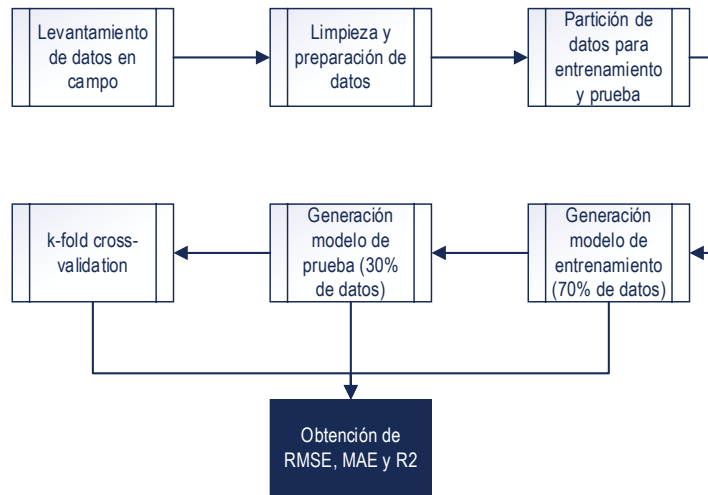 Levantamiento
de datos en
campo
Limpieza y
preparación de
datos
Partición de
datos para
entrenamiento
y prueba
k-fold cross-
validation
Generación
modelo de
prueba (30%
de datos)
Generación
modelo de
entrenamiento
(70% de datos)
Obtención de
RMSE, MAE y R2